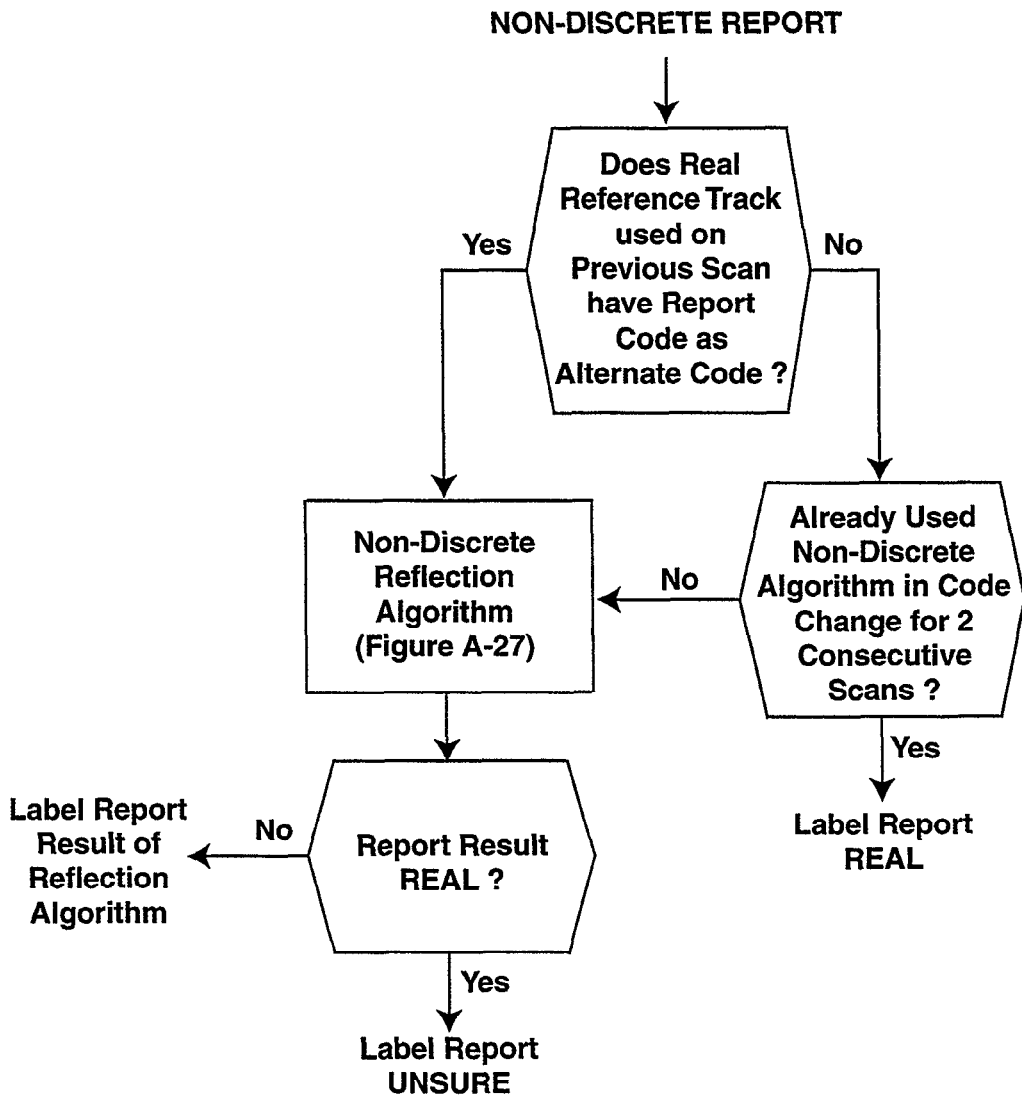 NON-DISCRETE REPORT
Does Real
Reference Track
used on
Previous Scan
have Report
Code as
Alternate Code ?
Yes
No
Already Used
Non-Discrete
Algorithm in Code
Change for 2
Consecutive
Scans ?
No
Yes
Label Report
REAL
Non-Discrete
Reflection
Algorithm
(Figure A-27)
Report Result
REAL ?
No
Label Report
Result of
Reflection
Algorithm
Yes
Label Report
UNSURE